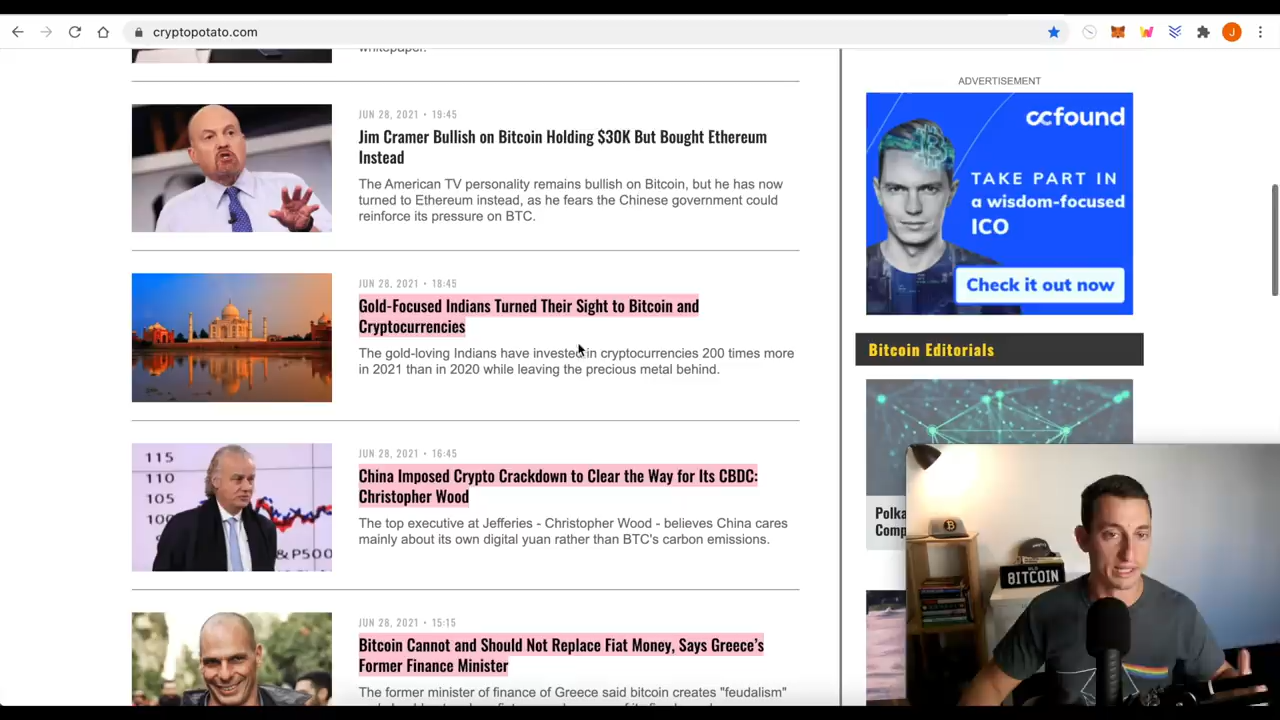 cryptopotato.com
J
whitepaper.
JUN 28, 2021 • 19:45
Jim Cramer Bullish on Bitcoin Holding $30K But Bought Ethereum
Instead
The American TV personality remains bullish on Bitcoin, but he has now
turned to Ethereum instead, as he fears the Chinese government could
reinforce its pressure on BTC.
JUN 28, 2021 • 18:45
Gold-Focused Indians Turned Their Sight to Bitcoin and
Cryptocurrencies
The gold-loving Indians have invested in cryptocurrencies 200 times more
in 2021 than in 2020 while leaving the precious metal behind.
115
110
105
100
&P500
JUN 28, 2021 • 16:45
China Imposed Crypto Crackdown to Clear the Way for Its CBDC:
Christopher Wood
The top executive at Jefferies - Christopher Wood - believes China cares
mainly about its own digital yuan rather than BTC's carbon emissions.
JUN 28, 2021 • 15:15
Bitcoin Cannot and Should Not Replace Fiat Money, Says Greece's
Former Finance Minister
The former minister of finance of Greece said bitcoin creates "feudalism"
ADVERTISEMENT
ccfound
TAKE PART IN
a wisdom-focused
ICO
Check it out now
Bitcoin Editorials
Polka
Comp
BITCOIN